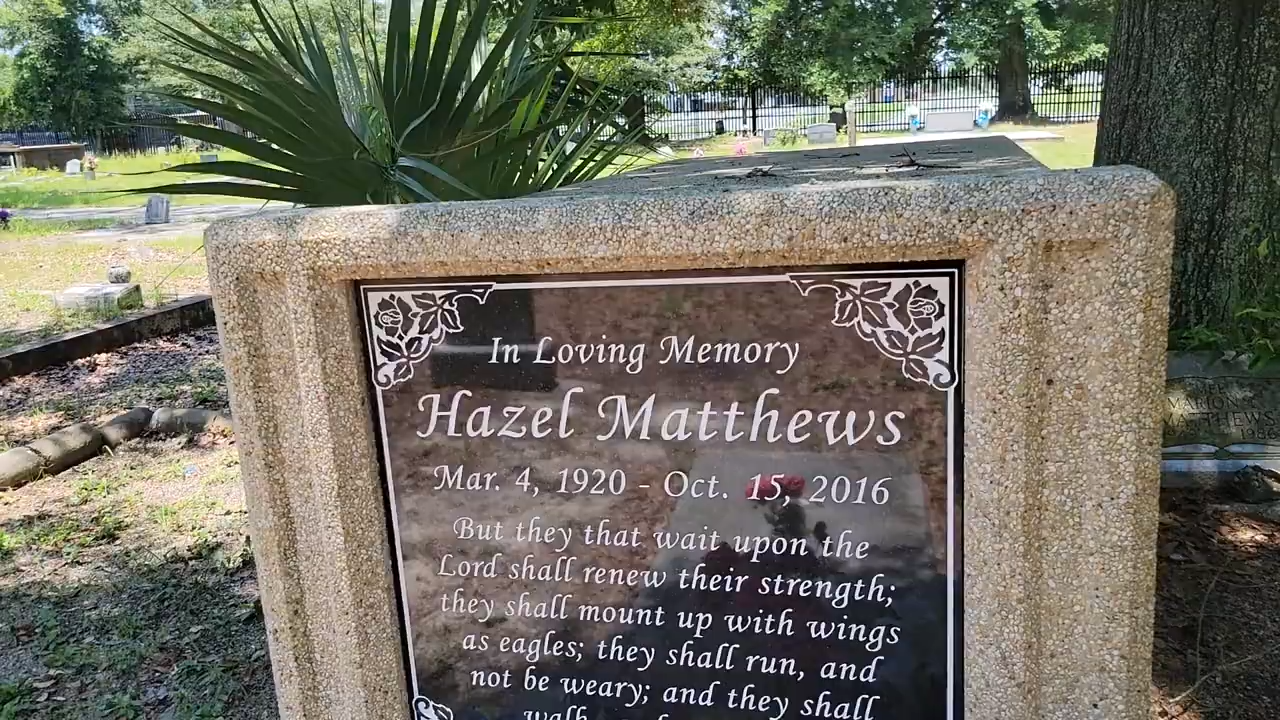 In Loving Memory
Hazel Matthews
Mar. 4, 1920 - Oct. 15, 2016
But they that wait upon the
Lord shall renew their strength;
they shall mount up with wings
as eagles; they shall run, and
not be weary; and they shall
walk